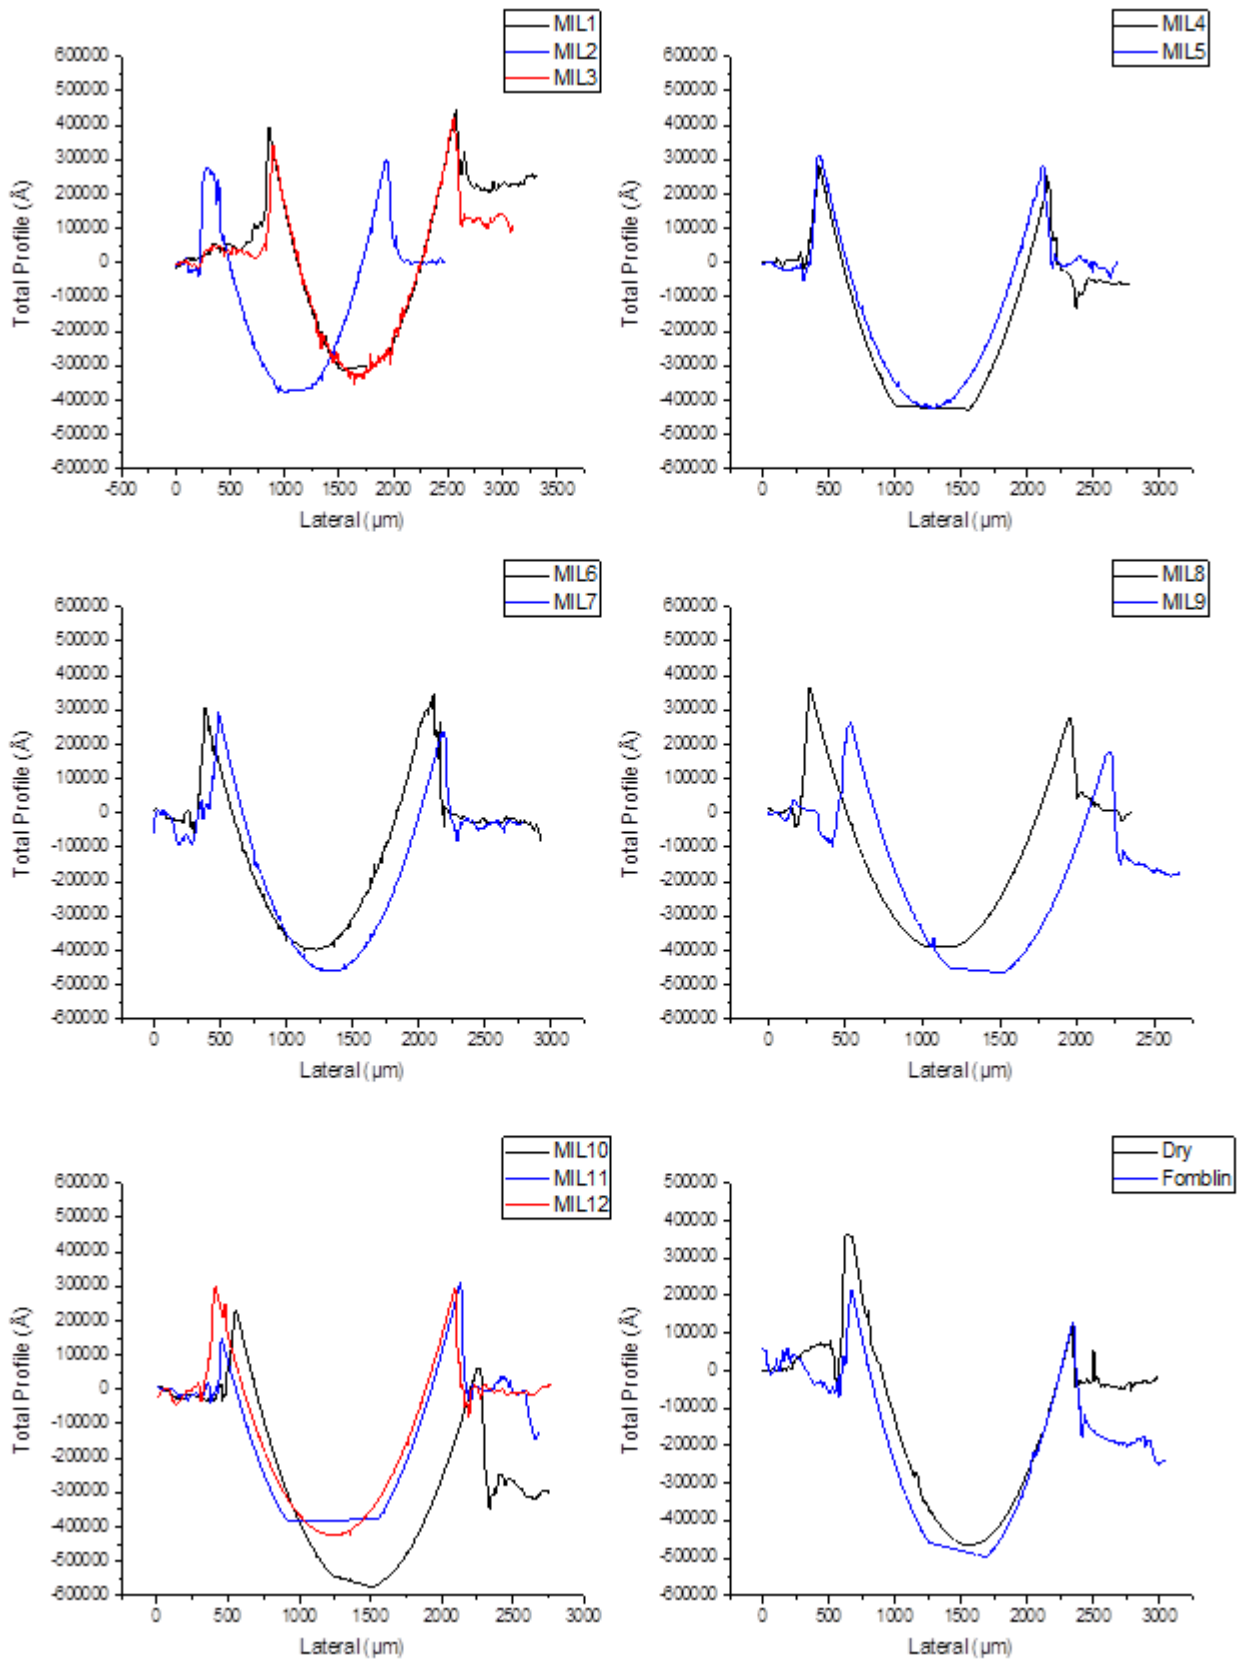 MIL1
MIL2
MIL3
600000
500000
400000
300000
200000
100000
0
-100000
-200000
-300000
-400000
-500000
-600000
Total Profile (Å)
-500 0 500 1000 1500 2000 2500 3000 3500
Lateral (µm)
MIL4
MIL5
600000
500000
400000
300000
200000
100000
0
-100000
-200000
-300000
-400000
-500000
-600000
Total Profile (Å)
0 500 1000 1500 2000 2500 3000
Lateral (µm)
MIL6
MIL7
600000
500000
400000
300000
200000
100000
0
-100000
-200000
-300000
-400000
-500000
-600000
Total Profile (Å)
0 500 1000 1500 2000 2500 3000
Lateral (µm)
MIL8
MIL9
600000
500000
400000
300000
200000
100000
0
-100000
-200000
-300000
-400000
-500000
-600000
Total Profile (Å)
0 500 1000 1500 2000 2500
Lateral (µm)
MIL10
MIL11
MIL12
600000
500000
400000
300000
200000
100000
0
-100000
-200000
-300000
-400000
-500000
-600000
Total Profile (Å)
0 500 1000 1500 2000 2500 3000
Lateral (µm)
Dry
Fomblin
500000
400000
300000
200000
100000
0
-100000
-200000
-300000
-400000
-500000
-600000
Total Profile (Å)
0 500 1000 1500 2000 2500 3000
Lateral (µm)